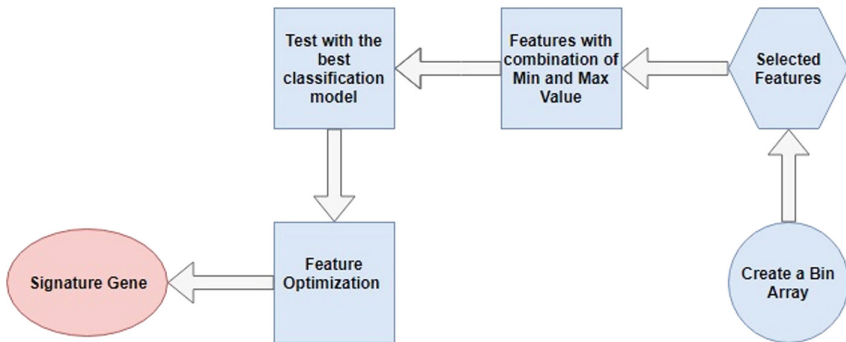 Test with the
best
classification
model
Features with
combination of
Min and Max
Value
Selected
Features
Signature Gene
Feature
Optimization
Create a Bin
Array